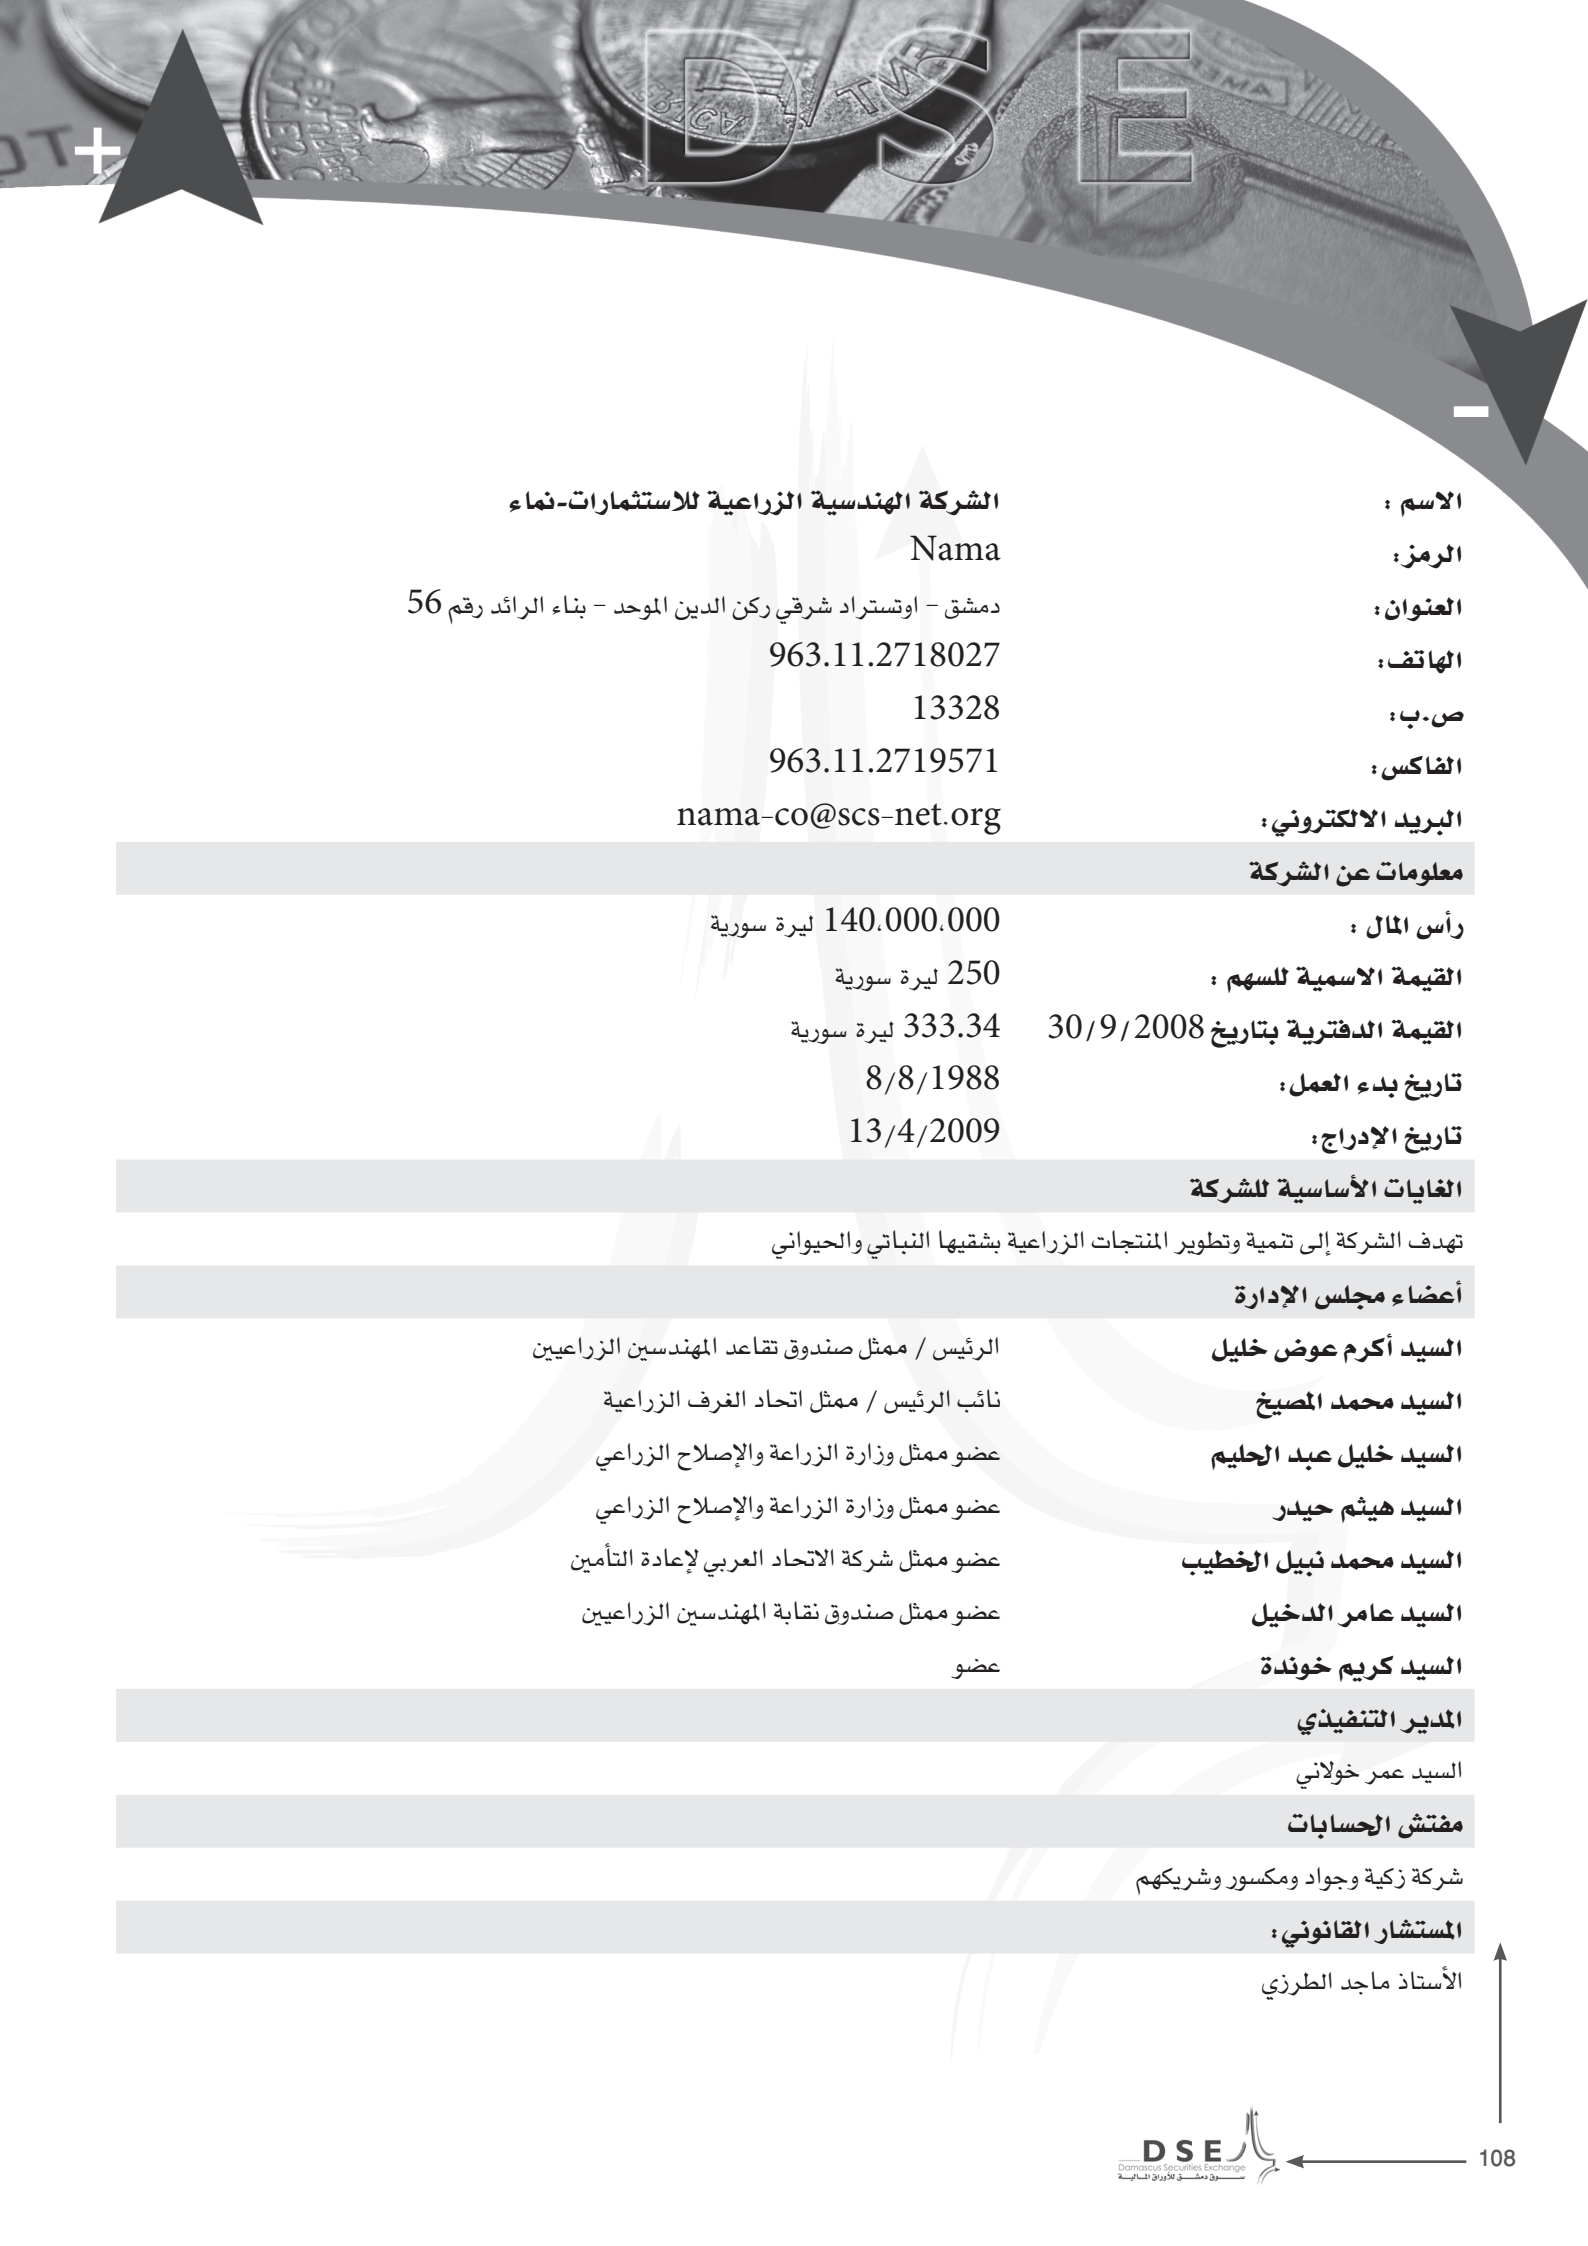 D S E
الاسم : الشركة الهندسية الزراعية للاستثمارات-نماء
الرمز: Nama
العنوان: دمشق - اوتستراد شرقي ركن الدين الموحد - بناء الرائد رقم 56
الهاتف: 963.11.2718027
ص.ب: 13328
الفاكس: 963.11.2719571
البريد الالكتروني: nama-co@scs-net.org
معلومات عن الشركة
رأس المال : 140،000،000 ليرة سورية
القيمة الاسمية للسهم : 250 ليرة سورية
القيمة الدفترية بتاريخ 30/9/2008 333.34 ليرة سورية
تاريخ بدء العمل: 8/8/1988
تاريخ الإدراج: 13/4/2009
الغايات الأساسية للشركة
تهدف الشركة إلى تنمية وتطوير المنتجات الزراعية بشقيها النباتي والحيواني
أعضاء مجلس الإدارة
السيد أكرم عوض خليل الرئيس / ممثل صندوق تقاعد المهندسين الزراعيين
السيد محمد المصيخ نائب الرئيس / ممثل اتحاد الغرف الزراعية
السيد خليل عبد الحليم عضو ممثل وزارة الزراعة والإصلاح الزراعي
السيد هيثم حيدر عضو ممثل وزارة الزراعة والإصلاح الزراعي
السيد محمد نبيل الخطيب عضو ممثل شركة الاتحاد العربي لإعادة التأمين
السيد عامر الدخيل عضو ممثل صندوق نقابة المهندسين الزراعيين
السيد كريم خوندة عضو
المدير التنفيذي
السيد عمر خولاني
مفتش الحسابات
شركة زكية وجواد ومكسور وشريكهم
المستشار القانوني:
الأستاذ ماجد الطرزي
DSE
Damascus Securities Exchange
سوق دمشق للأوراق المالية
108